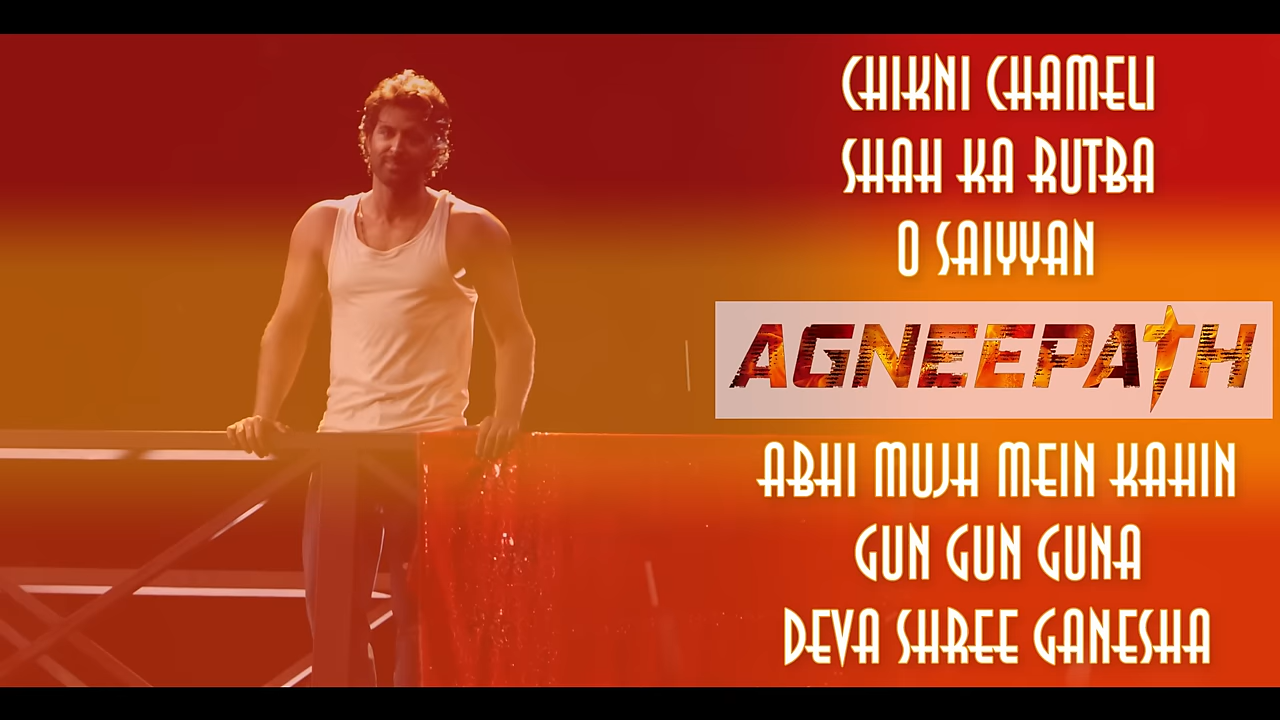 CHIKNI CHAMELI
SHAH KA RUTBA
O SAIYYAN
AGNEEPATH
ABHI MUJH MEIN KAHIN
GUN GUN GUNA
DEVA SHREE GANESHA